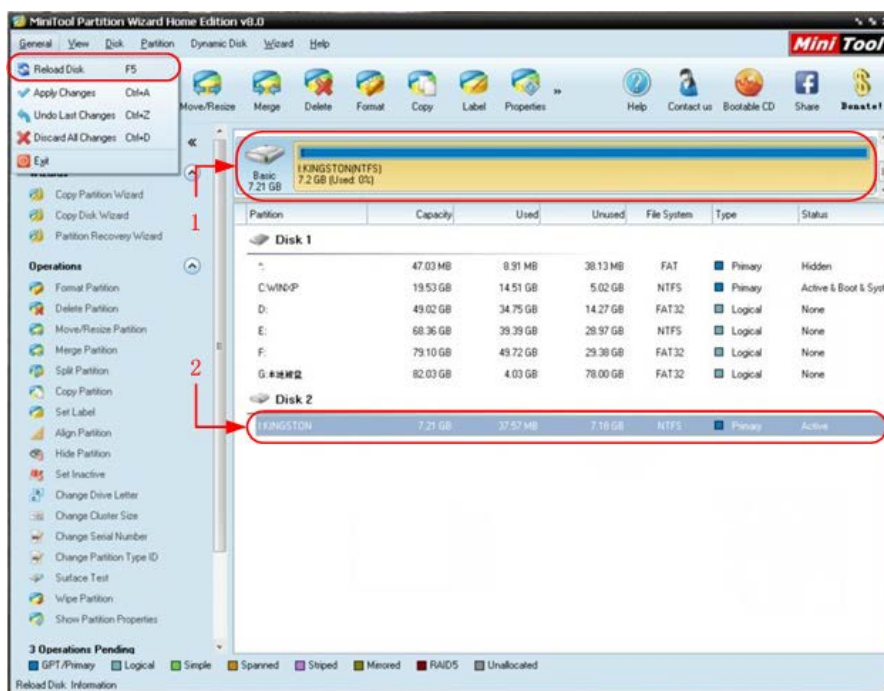 MiniTool Partition Wizard Home Edition v8.0
General View Disk Partition Dynamic Disk Wizard Help
Mini Tool
Reload Disk F5
Apply Changes Ctrl+A
Undo Last Changes Ctrl+Z
Discard All Changes Ctrl+D
Exit
Move/Resize Merge Delete Format Copy Label Properties » Help Contact us Bootable CD Share Donate!
«
Basic
7.21 GB
I:KINGSTON(NTFS)
7.2 GB (Used: 0%)
1
Copy Partition Wizard
Copy Disk Wizard
Partition Recovery Wizard
Operations
Format Partition
Delete Partition
Move/Resize Partition
Merge Partition
Split Partition
Copy Partition
Set Label
Align Partition
Hide Partition
Set Inactive
Change Drive Letter
Change Cluster Size
Change Serial Number
Change Partition Type ID
Surface Test
Wipe Partition
Show Partition Properties
3 Operations Pending
2
Partition Capacity Used Unused File System Type Status
Disk 1
*: 47.03 MB 8.91 MB 38.13 MB FAT Primary Hidden
C:WINXP 19.53 GB 14.51 GB 5.02 GB NTFS Primary Active & Boot & Syst
D: 49.02 GB 34.75 GB 14.27 GB FAT32 Logical None
E: 68.36 GB 39.39 GB 28.97 GB NTFS Logical None
F: 79.10 GB 49.72 GB 29.38 GB FAT32 Logical None
G:本地磁盘 82.03 GB 4.03 GB 78.00 GB FAT32 Logical None
Disk 2
I:KINGSTON 7.21 GB 37.57 MB 7.18 GB NTFS Primary Active
GPT/Primary Logical Simple Spanned Striped Mirrored RAID5 Unallocated
Reload Disk Information